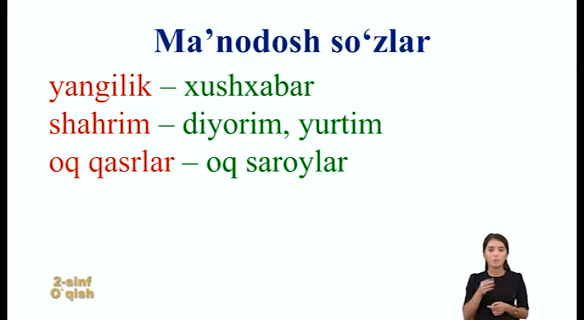 Ma’nodosh so‘zlar
yangilik – xushxabar
shahrim – diyorim, yurtim
oq qasrlar – oq saroylar
2-sinf
O‘qish